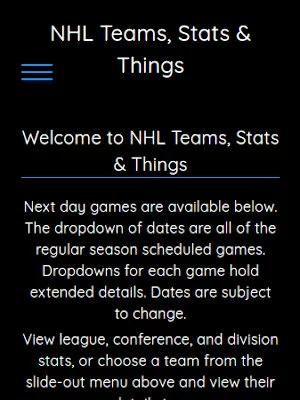 NHL Teams, Stats &
Things
Welcome to NHL Teams, Stats
& Things
Next day games are available below.
The dropdown of dates are all of the
regular season scheduled games.
Dropdowns for each game hold
extended details. Dates are subject
to change.
View league, conference, and division
stats, or choose a team from the
slide-out menu above and view their